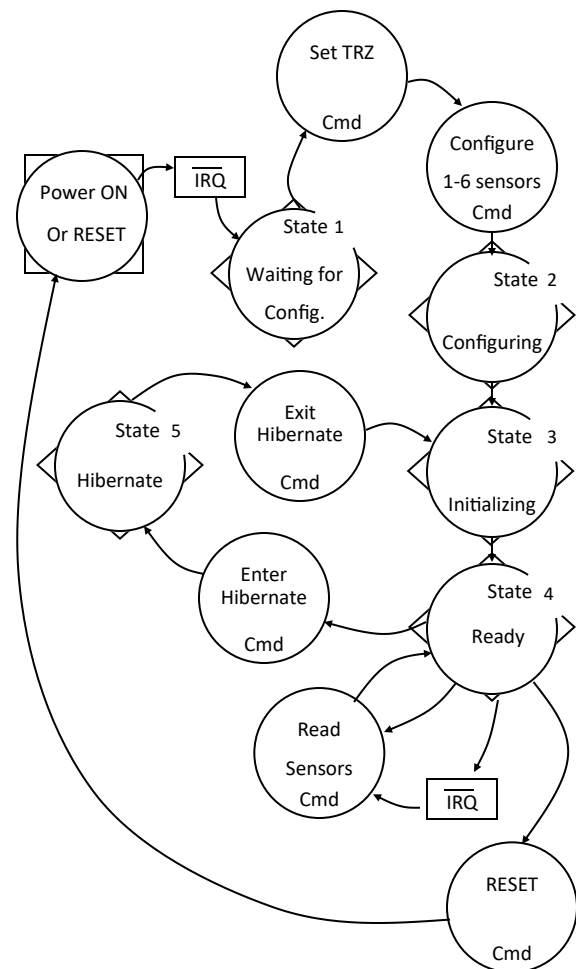 Set TRZ
Cmd
Configure
1-6 sensors
Cmd
Power ON
Or RESET
IRQ
State 1
Waiting for
Config.
State 2
Configuring
State 5
Hibernate
Exit
Hibernate
Cmd
State 3
Initializing
Enter
Hibernate
Cmd
State 4
Ready
Read
Sensors
Cmd
IRQ
RESET
Cmd